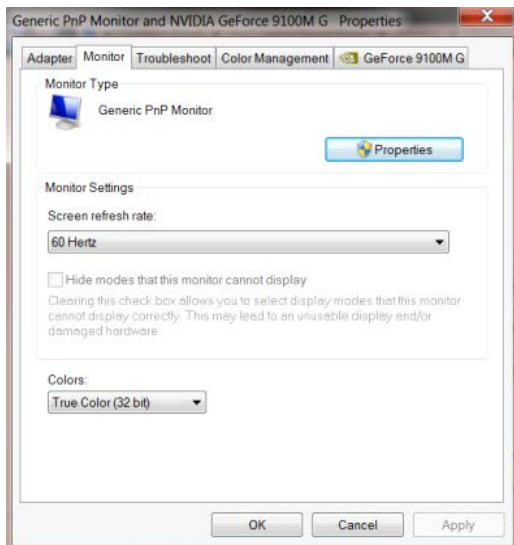 Generic PnP Monitor and NVIDIA GeForce 9100M G Properties
Adapter Monitor Troubleshoot Color Management GeForce 9100M G
Monitor Type
Generic PnP Monitor
Properties
Monitor Settings
Screen refresh rate:
60 Hertz
Hide modes that this monitor cannot display
Clearing this check box allows you to select display modes that this monitor
cannot display correctly. This may lead to an unusable display and/or
damaged hardware.
Colors:
True Color (32 bit)
OK Cancel Apply